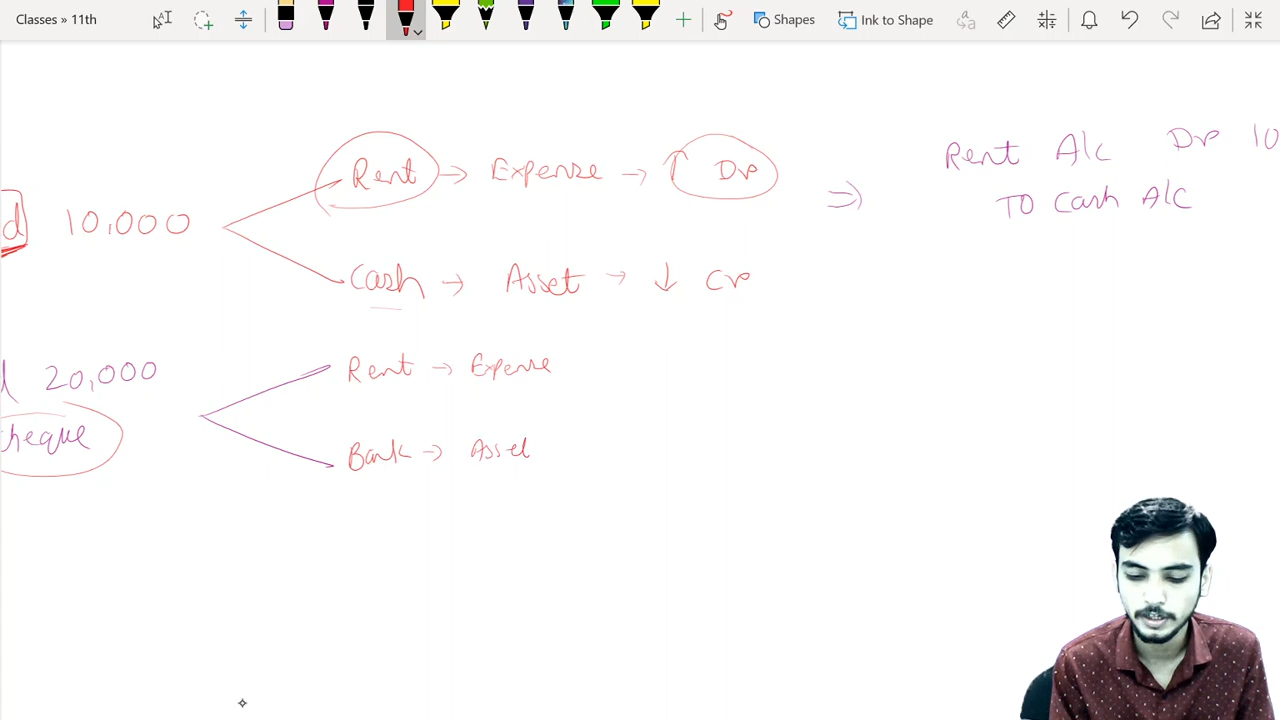 Classes » 11th
Shapes
Ink to Shape
Rent → Expense → ↑ Dr
d 10,000
Cash → Asset → ↓ Cr
⇒ Rent A/c Dr 10
To Cash A/c
20,000
cheque
Rent → Expense
Bank → Asset